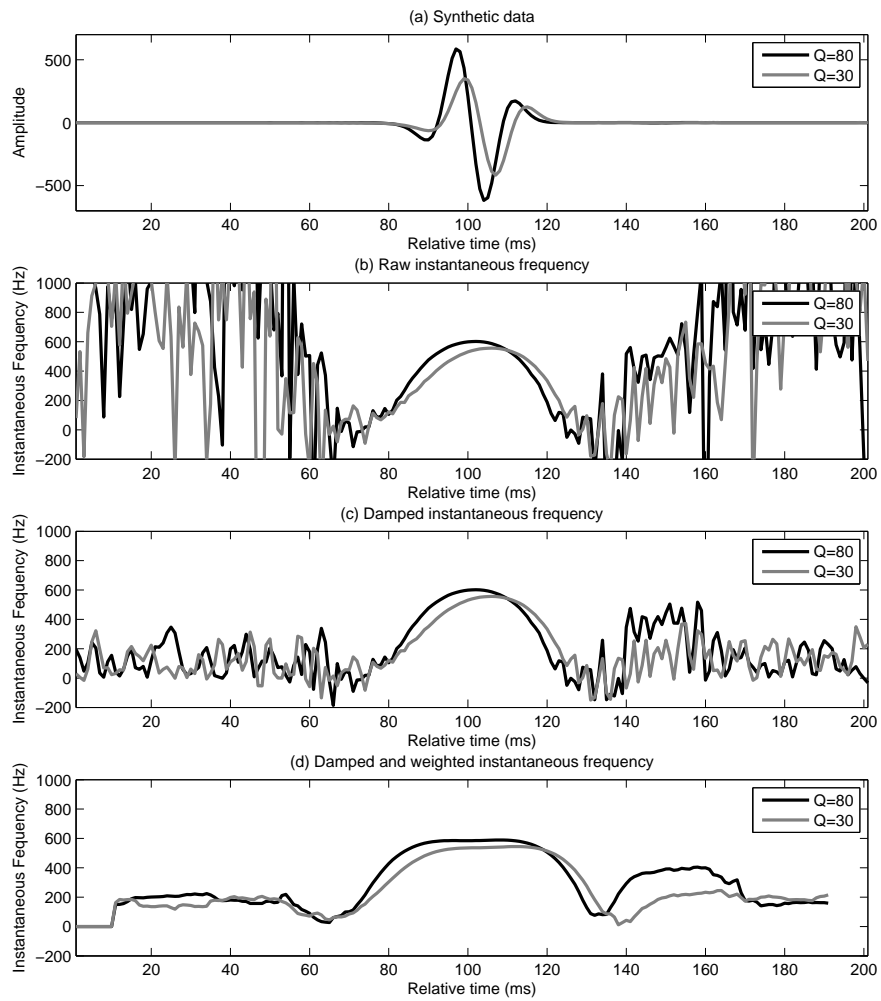 (a) Synthetic data
Amplitude
500
0
−500
Q=80
Q=30
20 40 60 80 100 120 140 160 180 200
Relative time (ms)
(b) Raw instantaneous frequency
Instantaneous Fequency (Hz)
1000
800
600
400
200
0
−200
Q=80
Q=30
20 40 60 80 100 120 140 160 180 200
Relative time (ms)
(c) Damped instantaneous frequency
Instantaneous Fequency (Hz)
1000
800
600
400
200
0
−200
Q=80
Q=30
20 40 60 80 100 120 140 160 180 200
Relative time (ms)
(d) Damped and weighted instantaneous frequency
Instantaneous Fequency (Hz)
1000
800
600
400
200
0
−200
Q=80
Q=30
20 40 60 80 100 120 140 160 180 200
Relative time (ms)